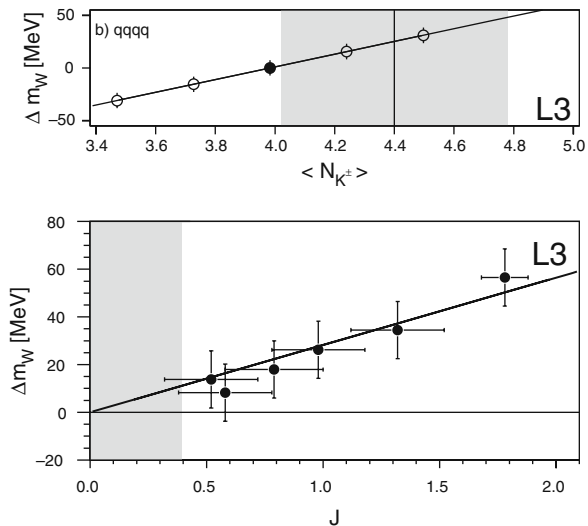 50
0
−50
Δ m_W [MeV]
b) qqqq
L3
3.4 3.6 3.8 4.0 4.2 4.4 4.6 4.8 5.0
< N_K± >
80
60
40
20
0
−20
Δm_W [MeV]
L3
0.0 0.5 1.0 1.5 2.0
J